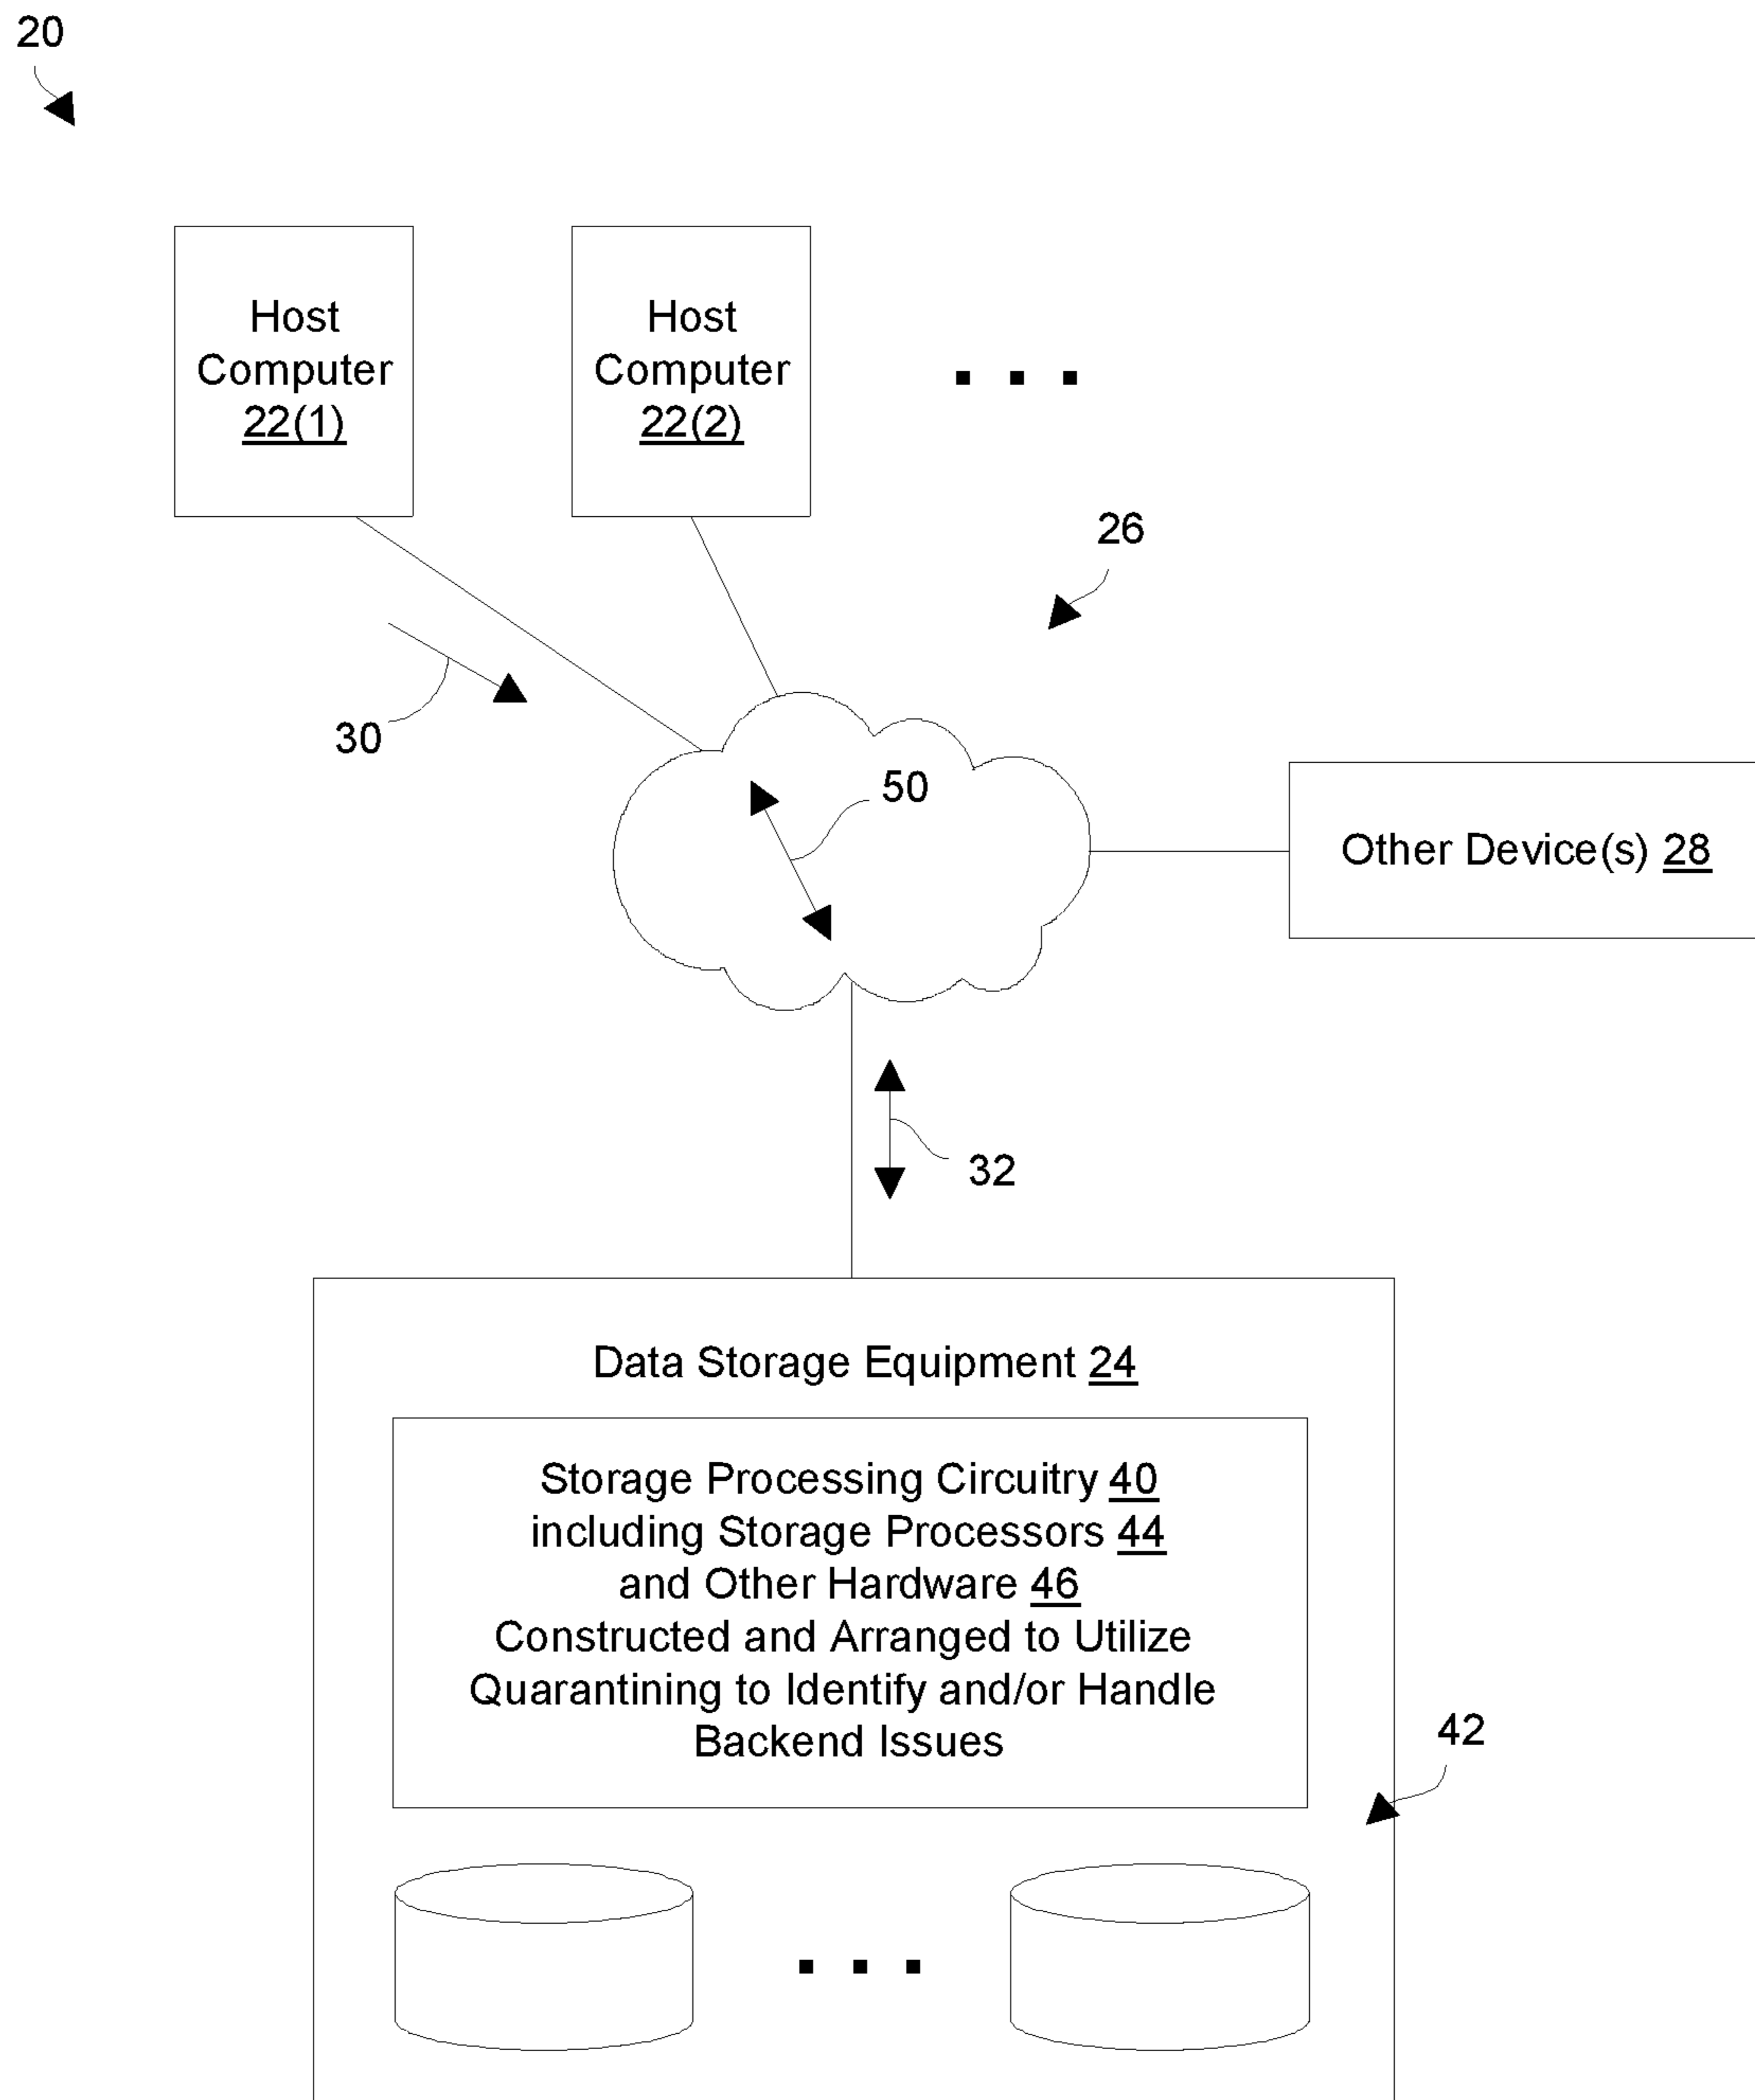 20
Host
Computer
22(1)
Host
Computer
22(2)
26
30
50
Other Device(s) 28
32
Data Storage Equipment 24
Storage Processing Circuitry 40
including Storage Processors 44
and Other Hardware 46
Constructed and Arranged to Utilize
Quarantining to Identify and/or Handle
Backend Issues
42